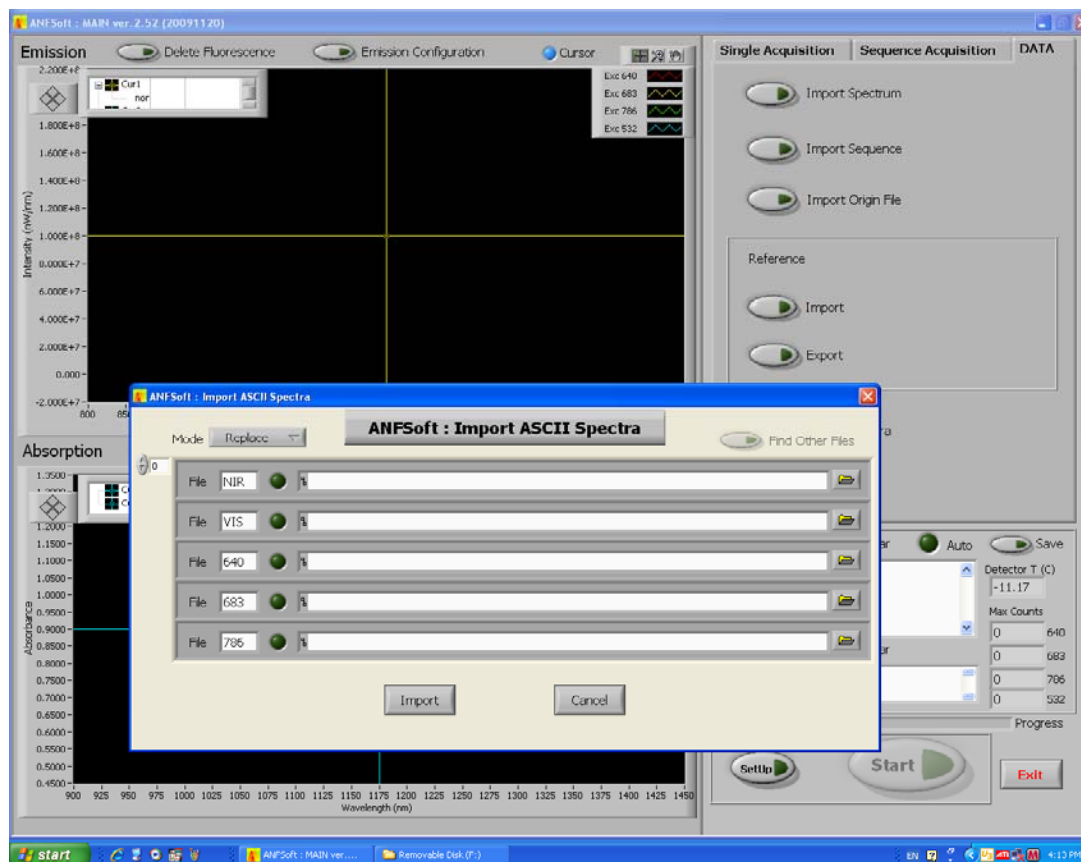 ANFSoft : MAIN ver.2.52 (20091120)
Emission
Delete Fluorescence
Emission Configuration
Cursor
Single Acquisition
Sequence Acquisition
DATA
Cur1
nor
Exc 640
Exc 683
Exc 786
Exc 532
Import Spectrum
Import Sequence
Import Origin File
Reference
Import
Export
Intensity (nW/nm)
2.200E+8
1.800E+8
1.600E+8
1.400E+8
1.200E+8
1.000E+8
8.000E+7
6.000E+7
4.000E+7
2.000E+7
0.000
-2.000E+7
800
ANFSoft : Import ASCII Spectra
Mode
Replace
ANFSoft : Import ASCII Spectra
Find Other Files
0
File NIR
File VIS
File 640
File 683
File 786
Import
Cancel
Absorption
Absorbance
1.3500
1.2000
1.1500
1.1000
1.0500
1.0000
0.9500
0.9000
0.8500
0.8000
0.7500
0.7000
0.6500
0.6000
0.5500
0.5000
0.4500
900 925 950 975 1000 1025 1050 1075 1100 1125 1150 1175 1200 1225 1250 1275 1300 1325 1350 1375 1400 1425 1450
Wavelength (nm)
Auto
Save
Detector T (C)
-11.17
Max Counts
0 640
0 683
0 786
0 532
Progress
SetUp
Start
Exit
start
ANFSoft : MAIN ver....
Removable Disk (F:)
EN
4:13 PM